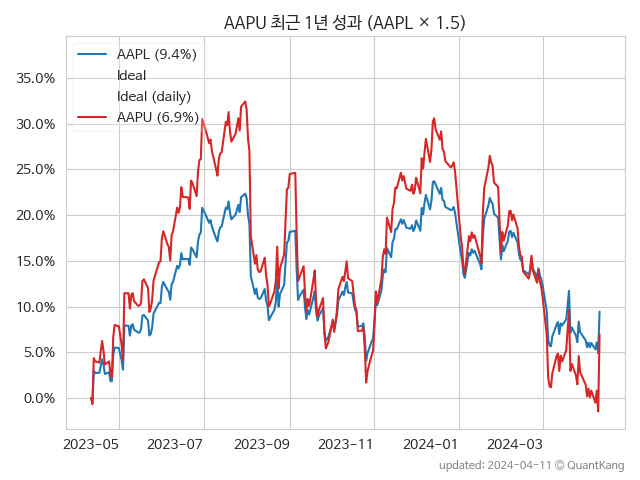 AAPU 최근 1년 성과 (AAPL × 1.5)
AAPL (9.4%)
Ideal
Ideal (daily)
AAPU (6.9%)
35.0%
30.0%
25.0%
20.0%
15.0%
10.0%
5.0%
0.0%
2023-05 2023-07 2023-09 2023-11 2024-01 2024-03
updated: 2024-04-11 © QuantKang